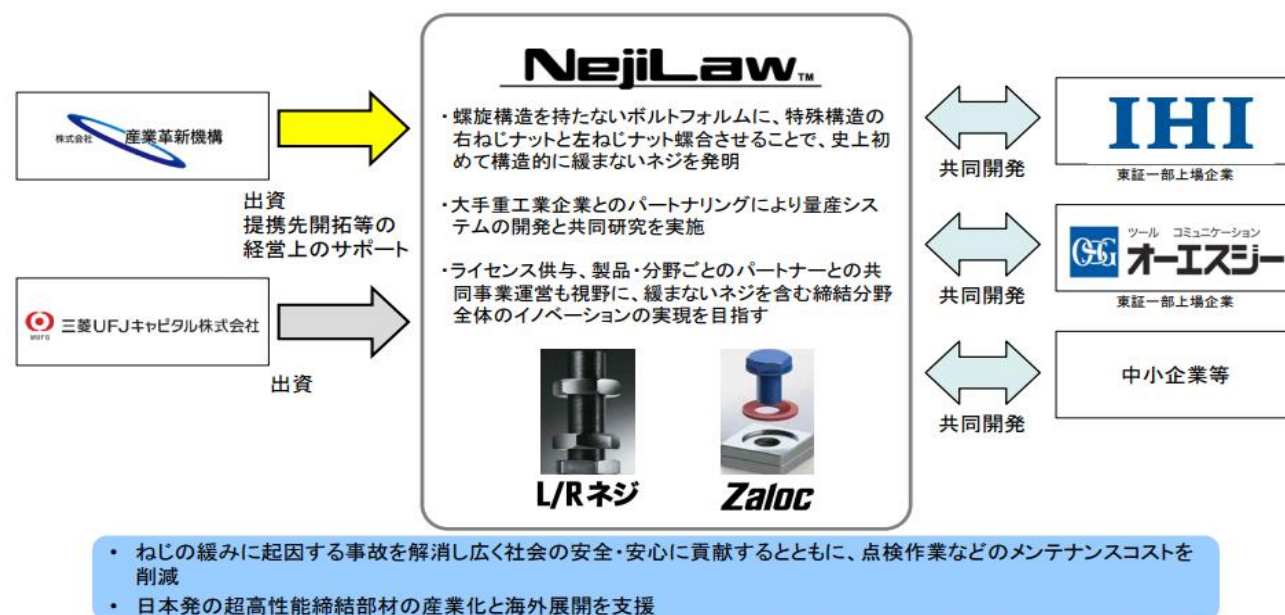 NejiLaw™
・螺旋構造を持たないボルトフォルムに、特殊構造の
右ねじナットと左ねじナット螺合させることで、史上初
めて構造的に緩まないネジを発明
・大手重工業企業とのパートナリングにより量産シス
テムの開発と共同研究を実施
・ライセンス供与、製品・分野ごとのパートナーとの共
同事業運営も視野に、緩まないネジを含む締結分野
全体のイノベーションの実現を目指す
L/Rネジ
Zaloc
株式会社 産業革新機構
出資
提携先開拓等の
経営上のサポート
MUFG 三菱UFJキャピタル株式会社
出資
IHI
東証一部上場企業
共同開発
OSG ツール コミュニケーション
オーエスジー
東証一部上場企業
共同開発
中小企業等
共同開発
・ ねじの緩みに起因する事故を解消し広く社会の安全・安心に貢献するとともに、点検作業などのメンテナンスコストを
削減
・ 日本発の超高性能締結部材の産業化と海外展開を支援